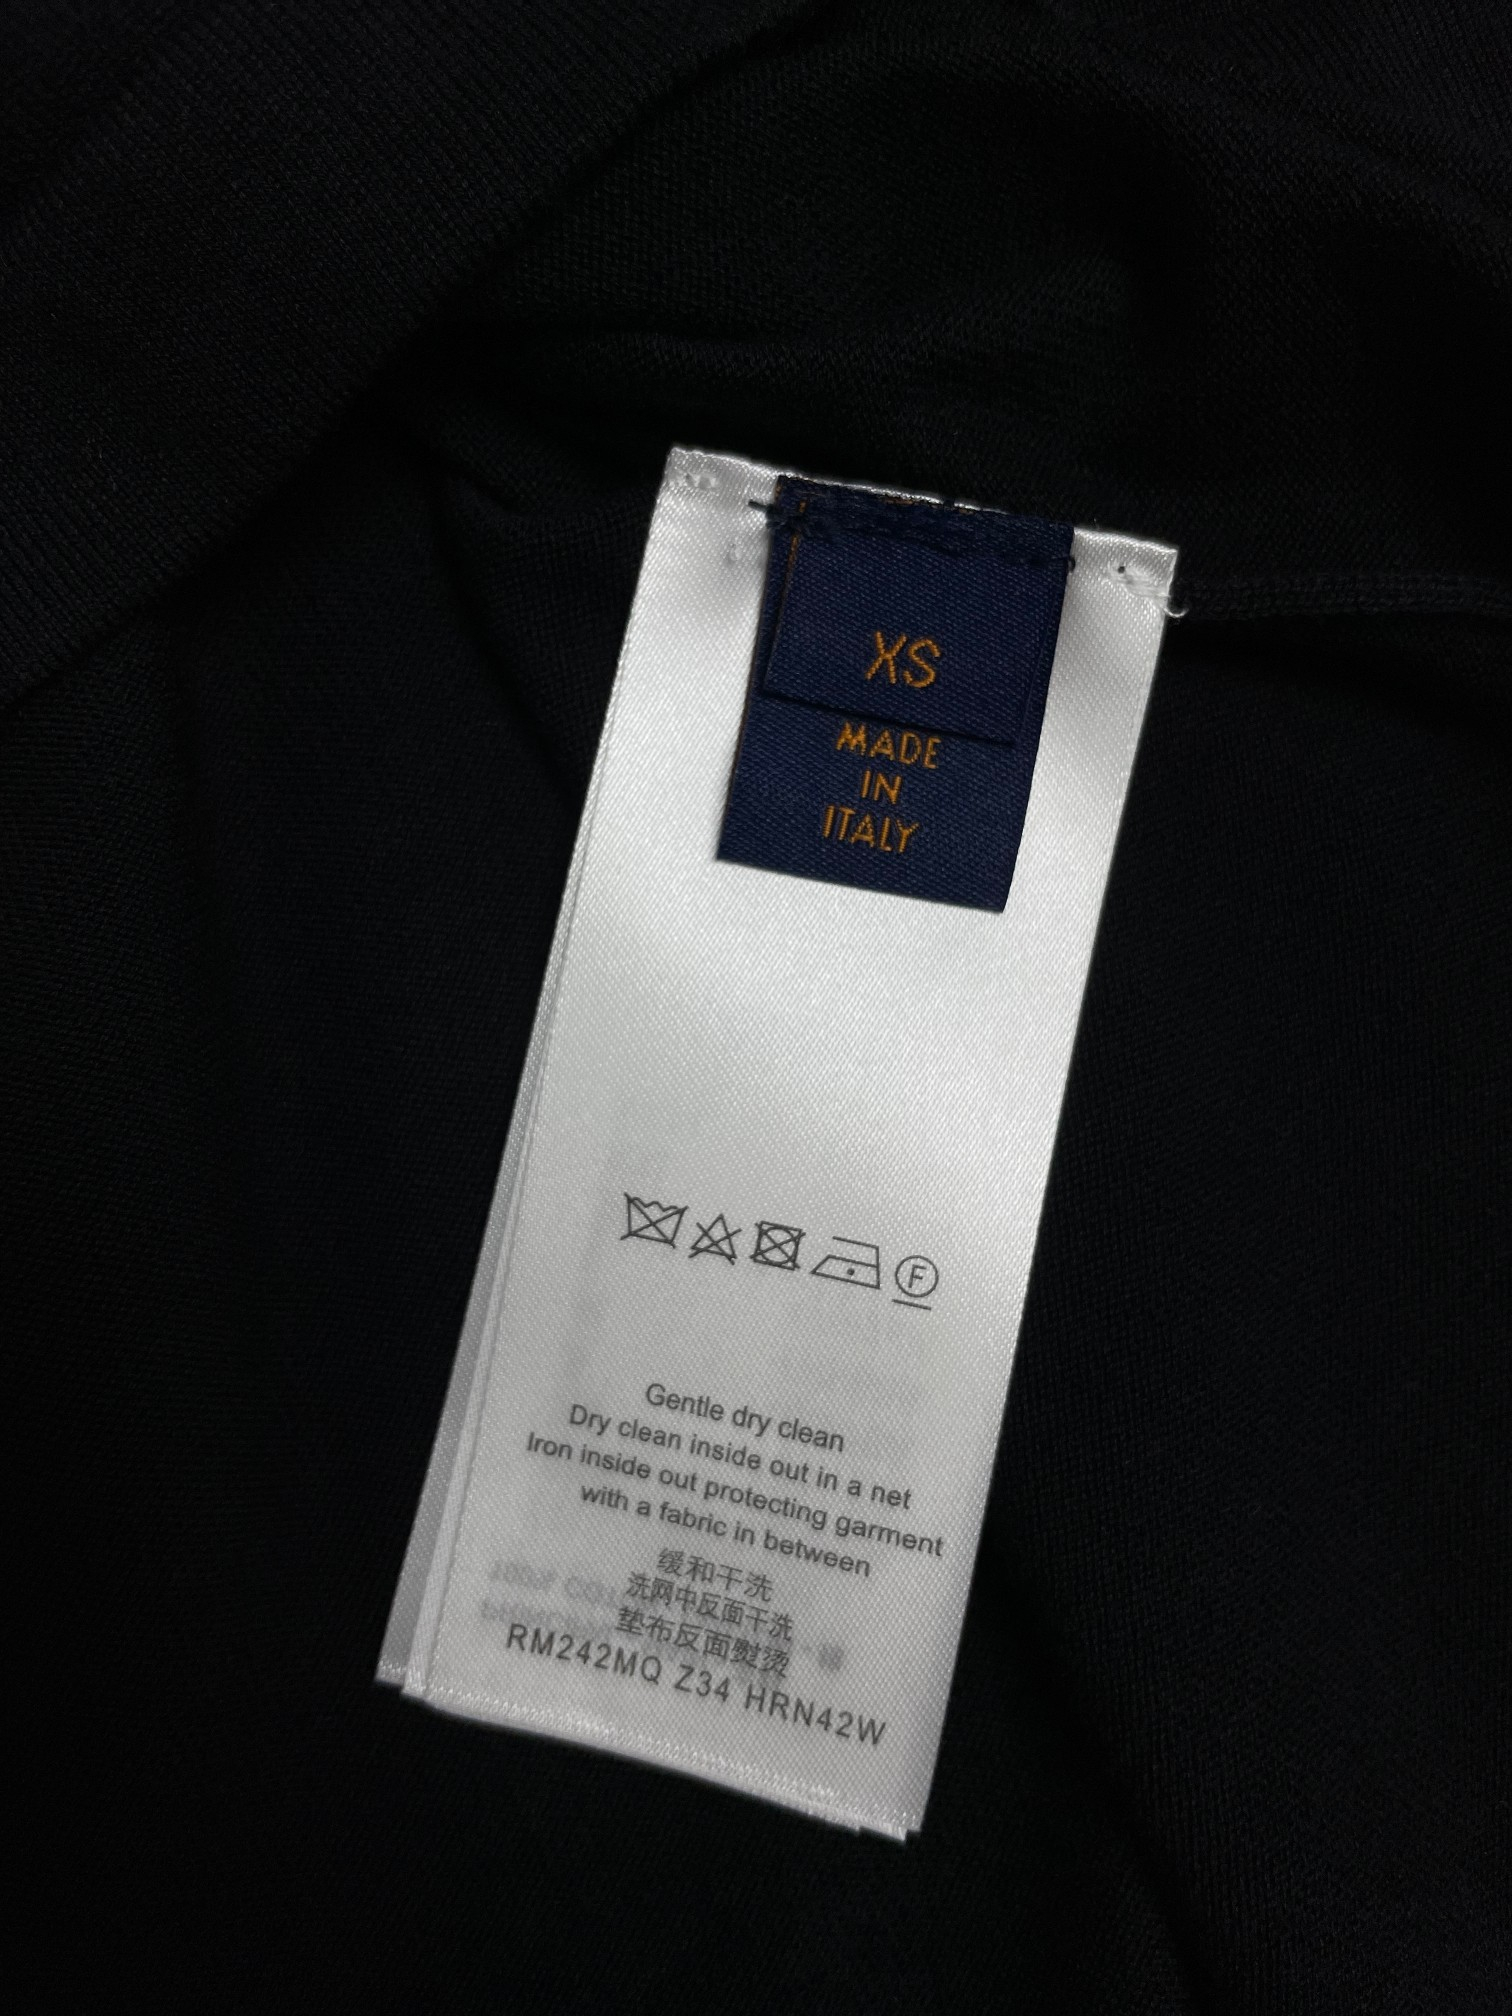 XS
MADE
IN
ITALY
F
Gentle dry clean
Dry clean inside out in a net
Iron inside out protecting garment
with a fabric in between
缓和干洗
洗网中反面干洗
垫布反面熨烫
RM242MQ Z34 HRN42W